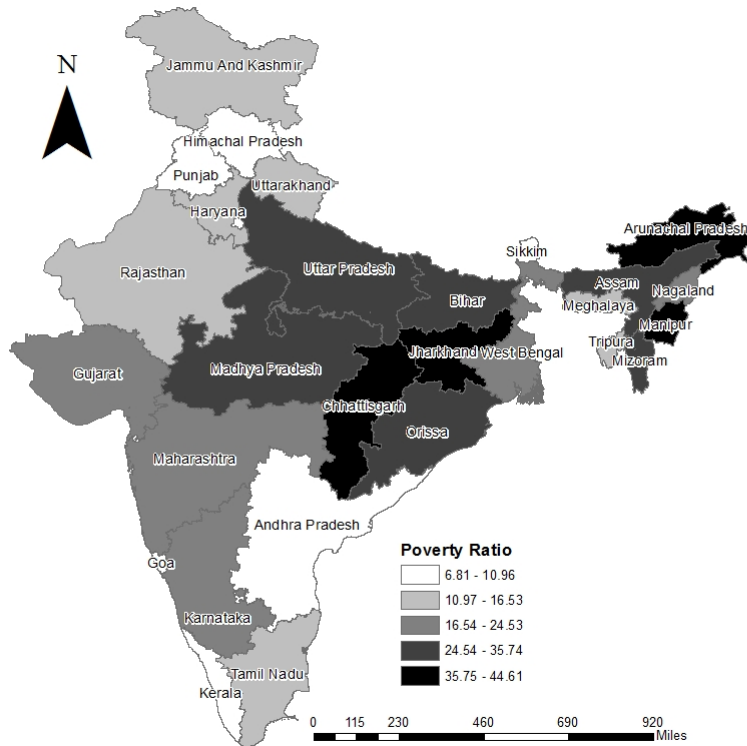 Jammu And Kashmir
N
Himachal Pradesh
Punjab
Uttarakhand
Haryana
Arunachal Pradesh
Sikkim
Rajasthan
Uttar Pradesh
Assam
Nagaland
Bihar
Meghalaya
Manipur
Tripura
Jharkhand
West Bengal
Mizoram
Gujarat
Madhya Pradesh
Chhattisgarh
Orissa
Maharashtra
Andhra Pradesh
Goa
Karnataka
Tamil Nadu
Kerala
Poverty Ratio
6.81 - 10.96
10.97 - 16.53
16.54 - 24.53
24.54 - 35.74
35.75 - 44.61
0 115 230 460 690 920
Miles